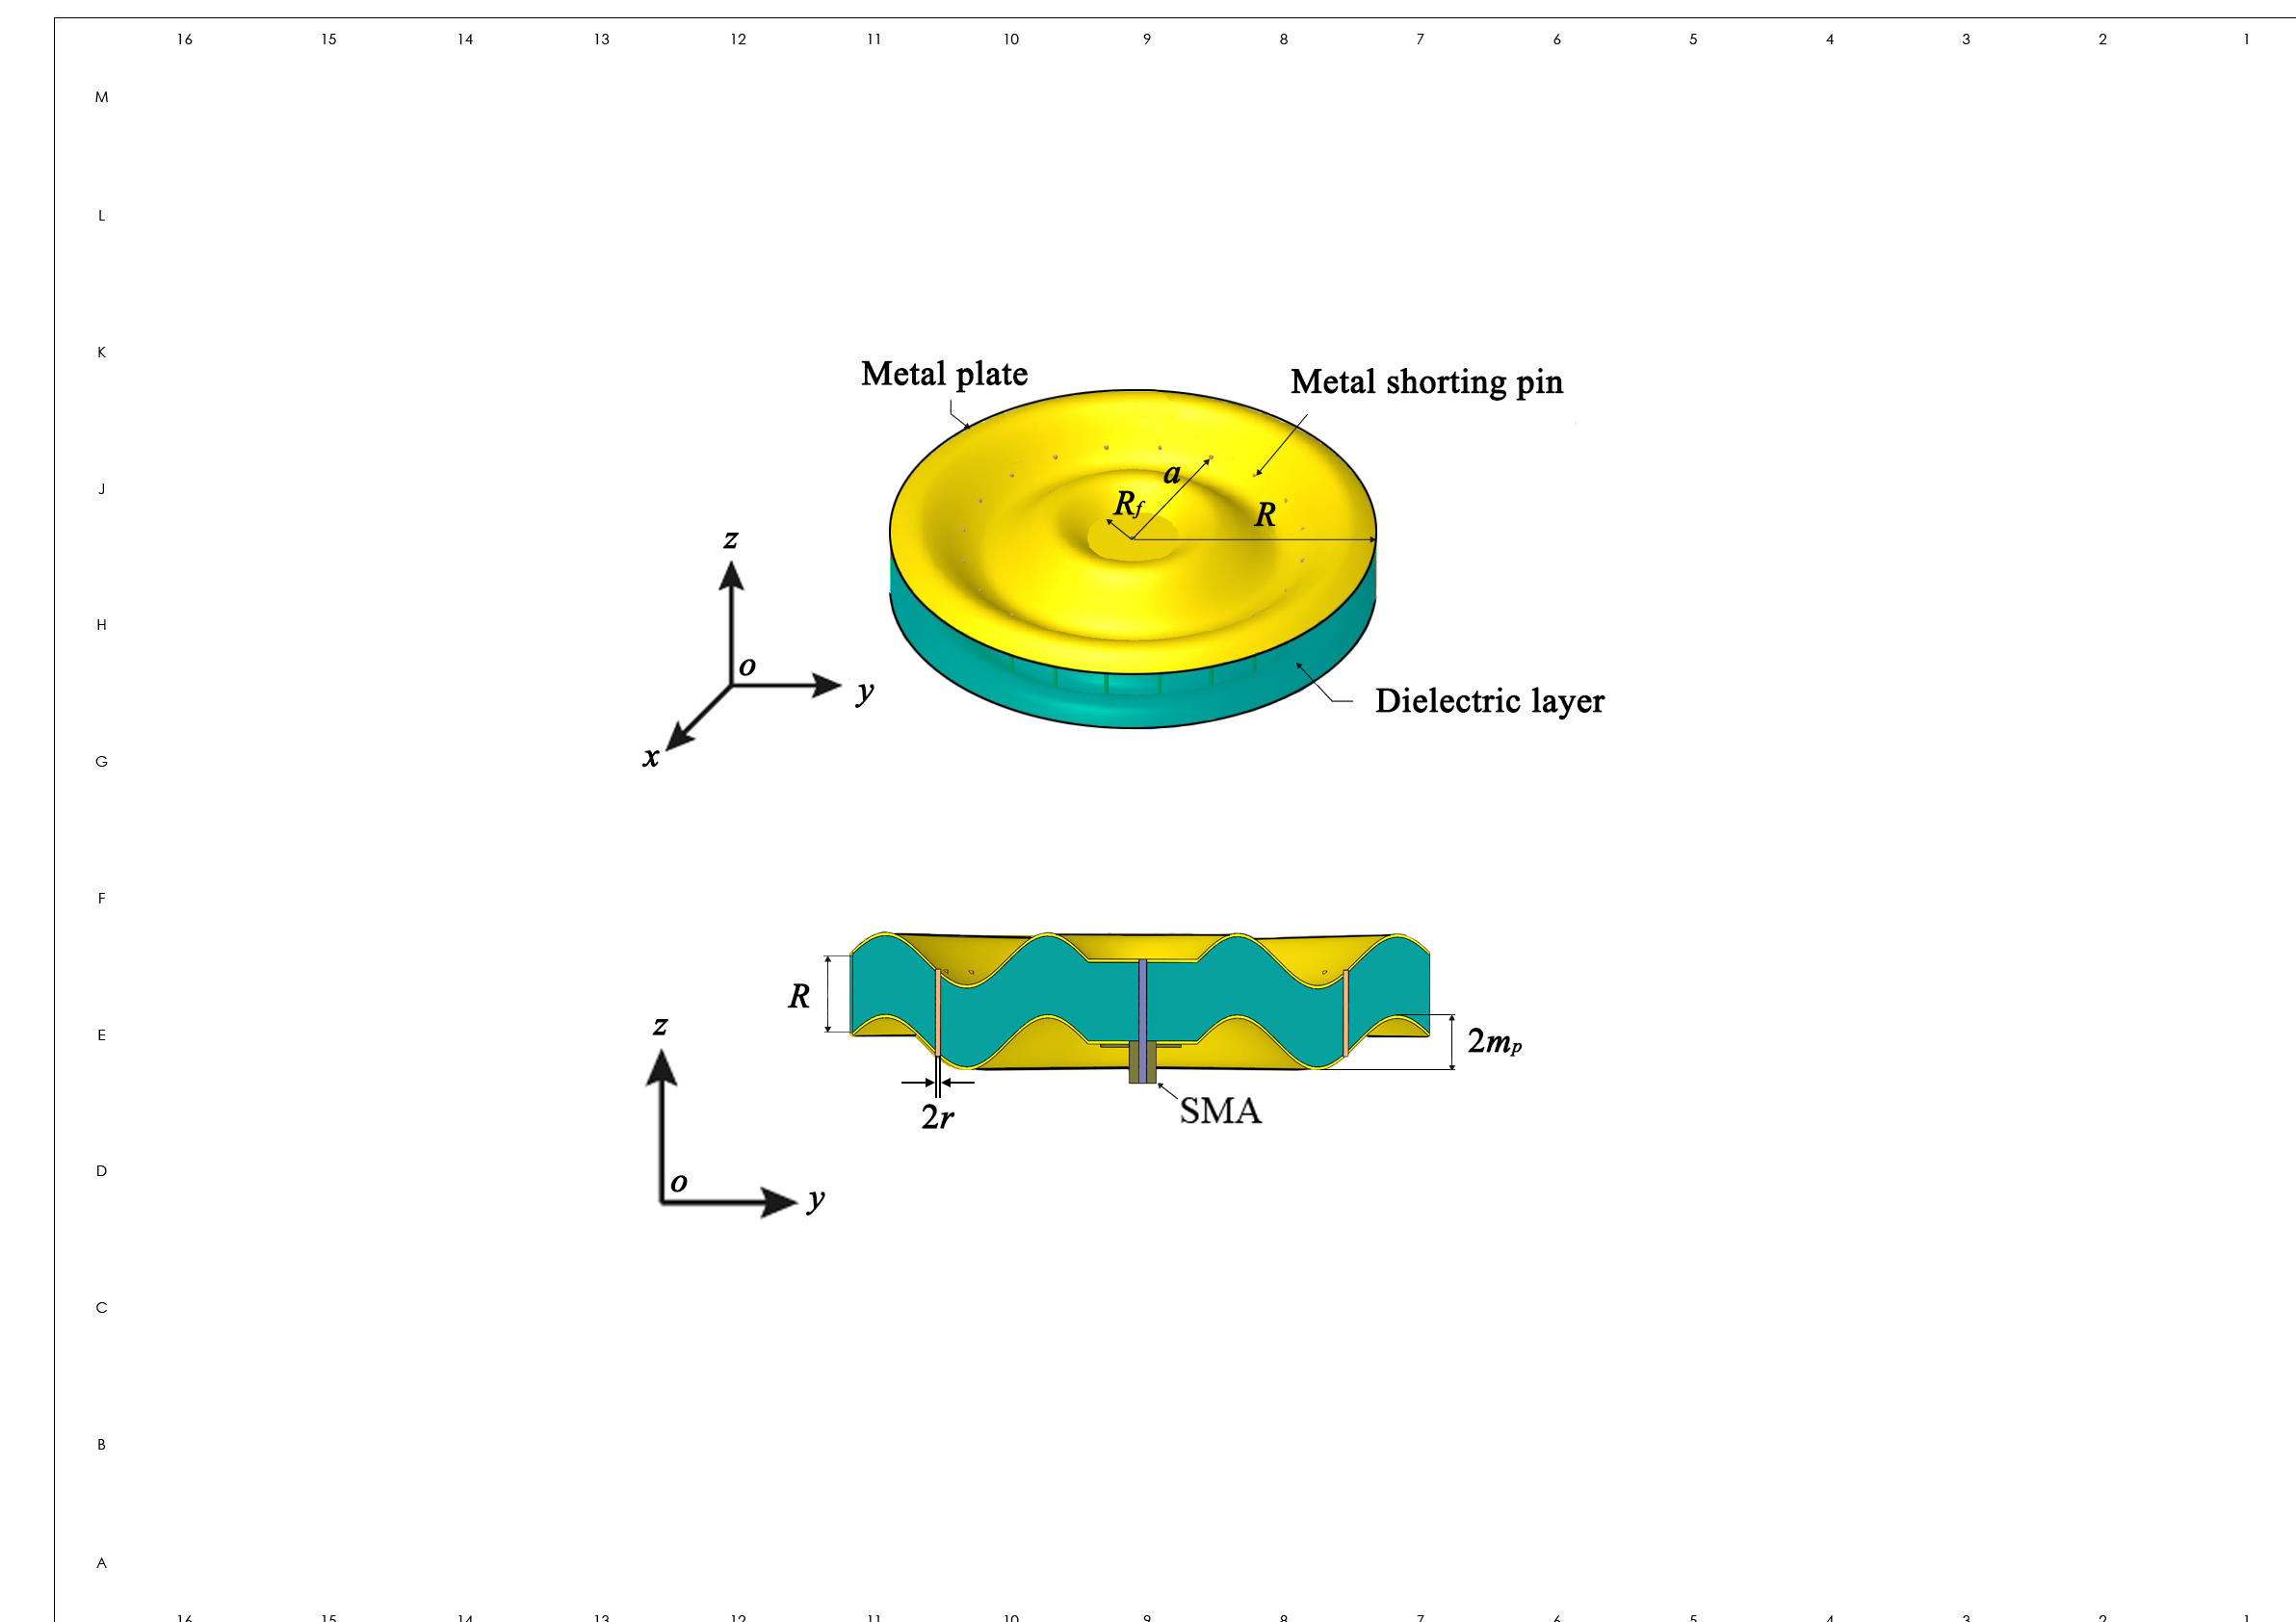 16 15 14 13 12 11 10 9 8 7 6 5 4 3 2 1
M
L
K
Metal plate
Metal shorting pin
a
J
Rf
R
z
H
o
y
Dielectric layer
x
G
F
R
z
E
2mp
2r
SMA
D
o
y
C
B
A
16 15 14 13 12 11 10 9 8 7 6 5 4 3 2 1